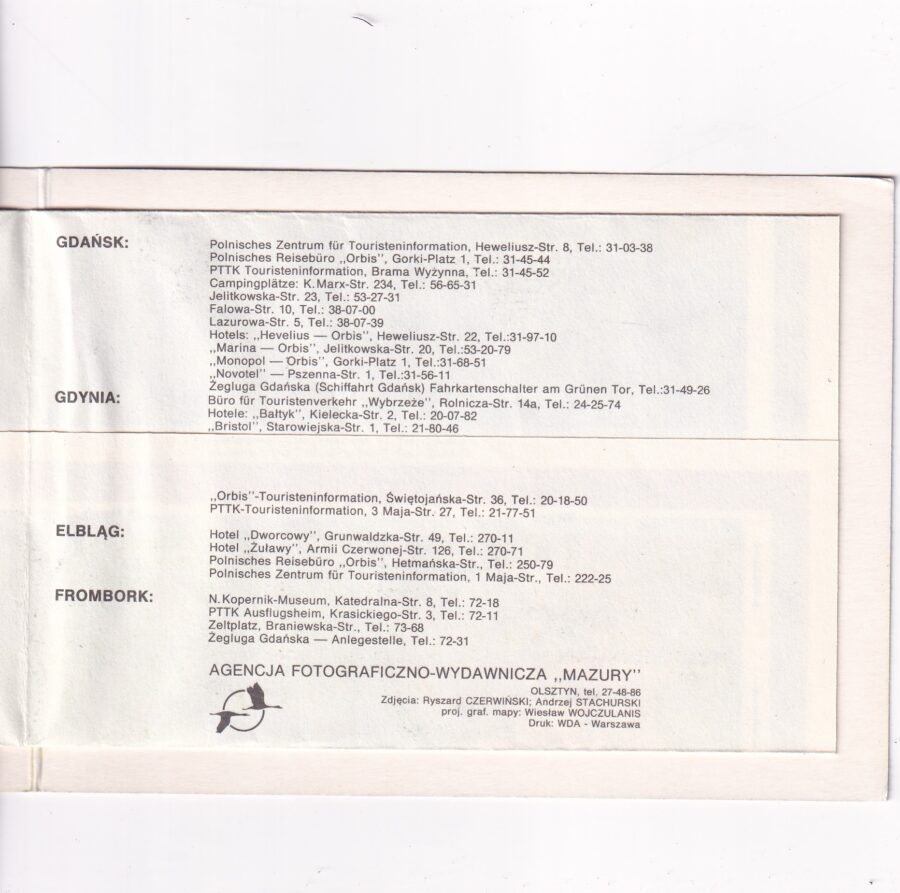 GDAŃSK: Polnisches Zentrum für Touristeninformation, Heweliusz-Str. 8, Tel.: 31-03-38
Polnisches Reisebüro „Orbis", Gorki-Platz 1, Tel.: 31-45-44
PTTK Touristeninformation, Brama Wyżynna, Tel.: 31-45-52
Campingplätze: K.Marx-Str. 234, Tel.: 56-65-31
Jelitkowska-Str. 23, Tel.: 53-27-31
Falowa-Str. 10, Tel.: 38-07-00
Lazurowa-Str. 5, Tel.: 38-07-39
Hotels: „Hevelius — Orbis", Heweliusz-Str. 22, Tel.:31-97-10
„Marina — Orbis", Jelitkowska-Str. 20, Tel.:53-20-79
„Monopol — Orbis", Gorki-Platz 1, Tel.:31-68-51
„Novotel" — Pszenna-Str. 1, Tel.:31-56-11
Żegluga Gdańska (Schiffahrt Gdańsk) Fahrkartenschalter am Grünen Tor, Tel.:31-49-26
GDYNIA: Büro für Touristenverkehr „Wybrzeże", Rolnicza-Str. 14a, Tel.: 24-25-74
Hotele: „Bałtyk", Kielecka-Str. 2, Tel.: 20-07-82
„Bristol", Starowiejska-Str. 1, Tel.: 21-80-46
„Orbis"-Touristeninformation, Świętojańska-Str. 36, Tel.: 20-18-50
PTTK-Touristeninformation, 3 Maja-Str. 27, Tel.: 21-77-51
ELBLĄG: Hotel „Dworcowy", Grunwaldzka-Str. 49, Tel.: 270-11
Hotel „Żuławy", Armii Czerwonej-Str. 126, Tel.: 270-71
Polnisches Reisebüro „Orbis", Hetmańska-Str., Tel.: 250-79
Polnisches Zentrum für Touristeninformation, 1 Maja-Str., Tel.: 222-25
FROMBORK: N.Kopernik-Museum, Katedralna-Str. 8, Tel.: 72-18
PTTK Ausflugsheim, Krasickiego-Str. 3, Tel.: 72-11
Zeltplatz, Braniewska-Str., Tel.: 73-68
Żegluga Gdańska — Anlegestelle, Tel.: 72-31
AGENCJA FOTOGRAFICZNO-WYDAWNICZA „MAZURY"
OLSZTYN, tel. 27-48-86
Zdjęcia: Ryszard CZERWIŃSKI; Andrzej STACHURSKI
proj. graf. mapy: Wiesław WOJCZULANIS
Druk: WDA - Warszawa